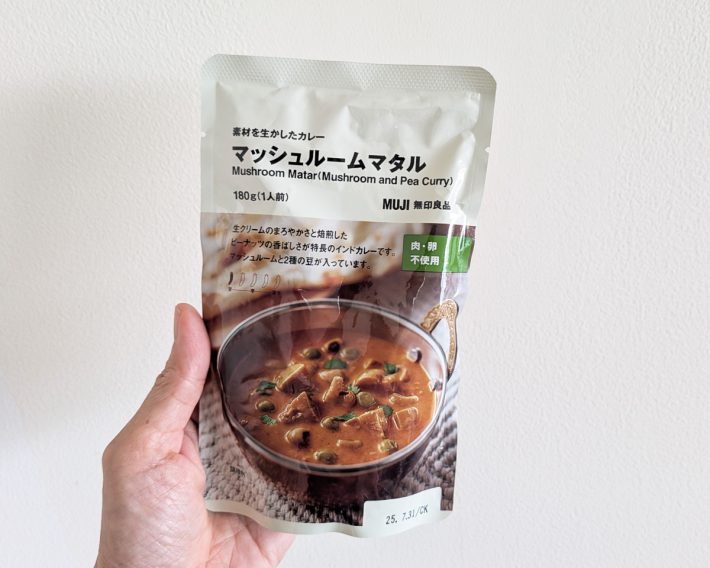 素材を生かしたカレー
マッシュルームマタル
Mushroom Matar(Mushroom and Pea Curry)
180g(1人前)
MUJI 無印良品
生クリームのまろやかさと焙煎した
ピーナッツの香ばしさが特長のインドカレーです。
マッシュルームと2種の豆が入っています。
肉・卵
不使用
25. 7.31/CK